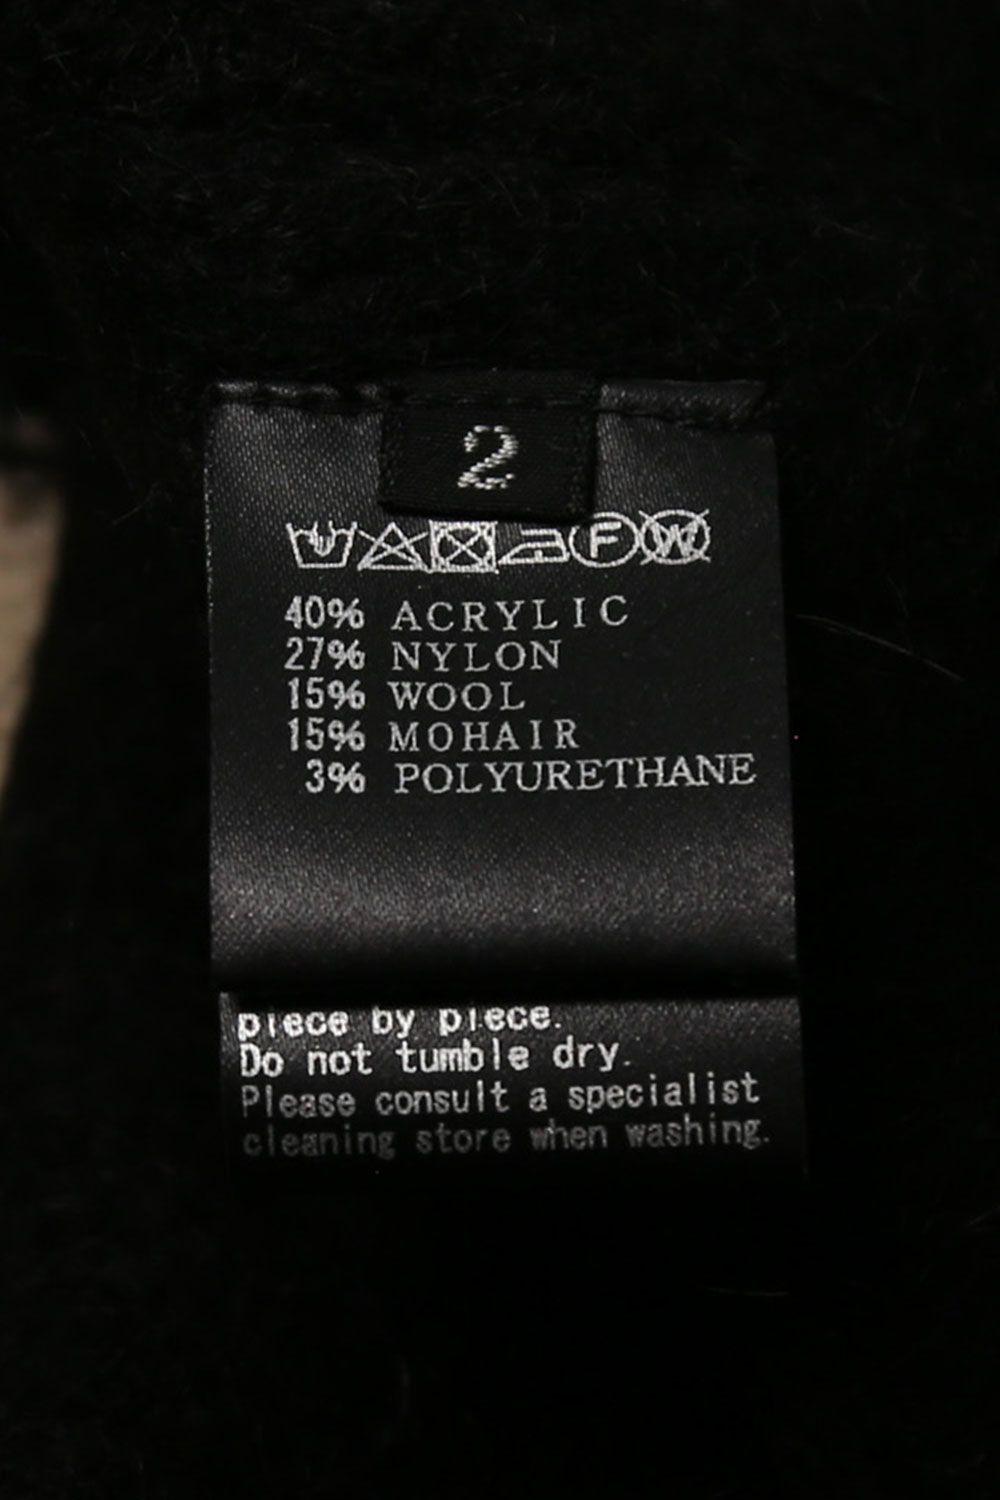 2
F W
40% ACRYLIC
27% NYLON
15% WOOL
15% MOHAIR
3% POLYURETHANE
piece by piece.
Do not tumble dry.
Please consult a specialist
cleaning store when washing.